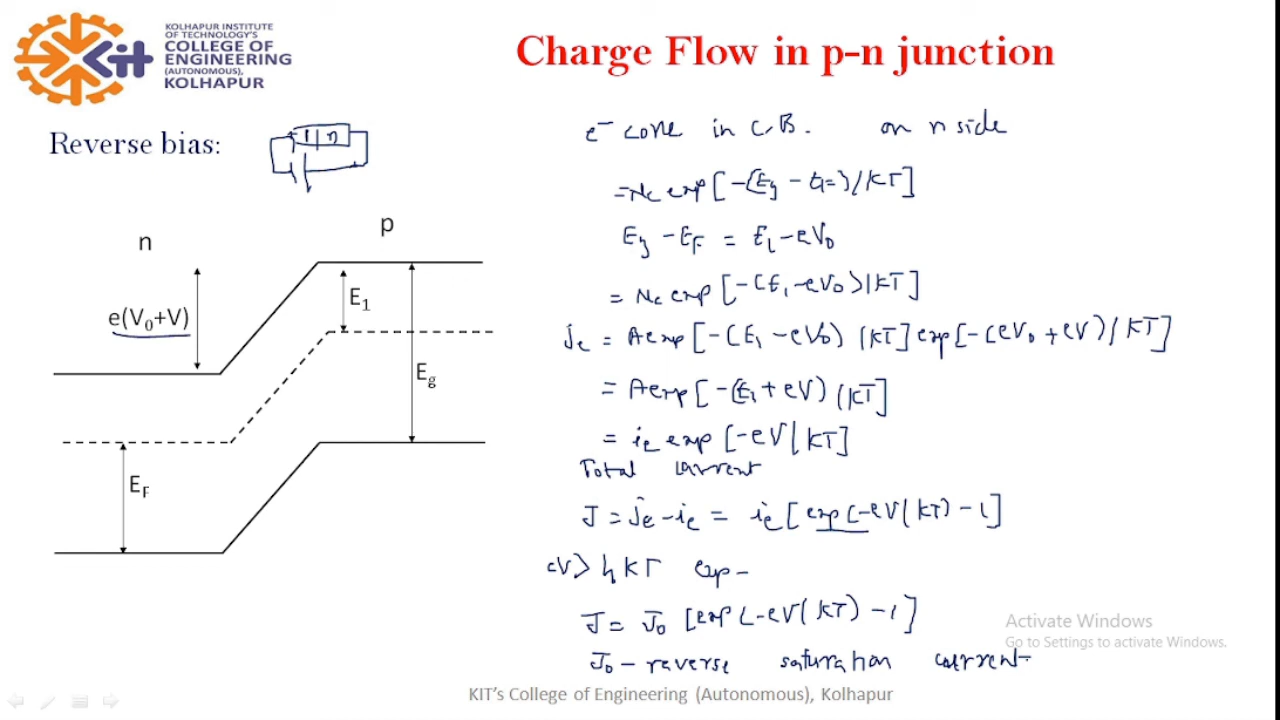 KOLHAPUR INSTITUTE
OF TECHNOLOGY'S
COLLEGE OF
ENGINEERING
(AUTONOMOUS),
KOLHAPUR
Kit
Charge Flow in p-n junction
Reverse bias:
n
p
n
e(V₀+V)
E₁
E_g
E_F
e⁻ conc in C.B. on n side
= Nc exp[-(Eg - EF)/KT]
Eg - EF = E1 - eV₀
= Nc exp[-(E1 - eV₀)/KT]
je = A exp[-(E1 - eV₀)/KT] exp[-(eV₀ + eV)/KT]
= A exp[-(E1 + eV)/KT]
= ie exp[-eV/KT]
Total current
J = je - ie = ie [exp(-eV/KT) - 1]
eV > 4KT exp -
J = J₀ [exp(-eV/KT) - 1]
J₀ - reverse saturation current
Activate Windows
Go to Settings to activate Windows.
KIT's College of Engineering (Autonomous), Kolhapur